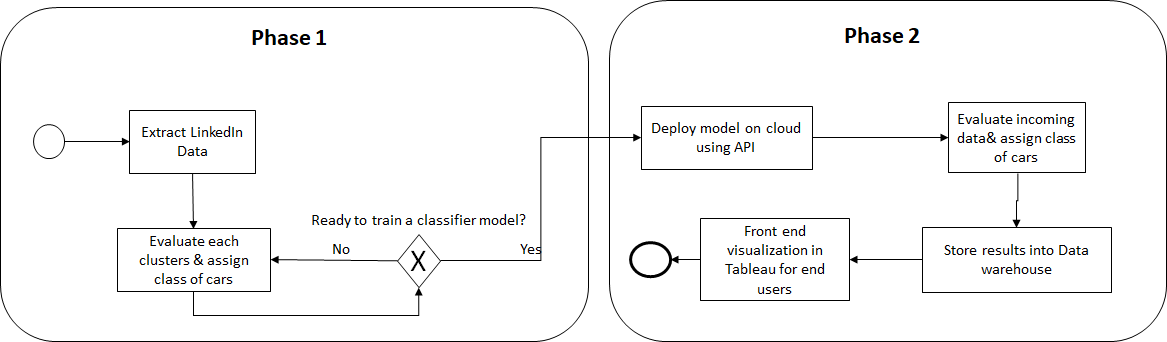 Phase 1
Extract LinkedIn
Data
Ready to train a classifier model?
Evaluate each
clusters & assign
class of cars
No
X
Yes
Phase 2
Deploy model on cloud
using API
Evaluate incoming
data& assign class
of cars
Store results into Data
warehouse
Front end
visualization in
Tableau for end
users